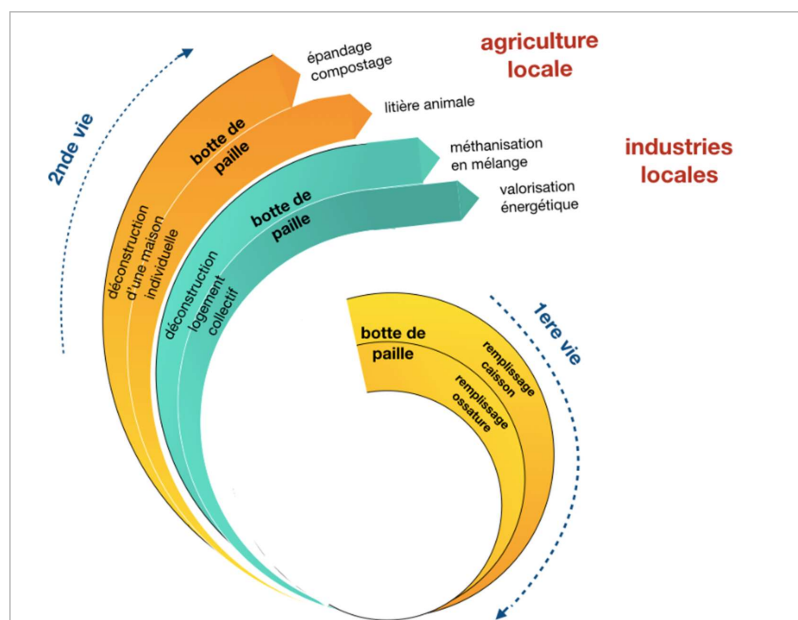 épandage
compostage
agriculture
locale
litière animale
2nde vie
botte de
paille
méthanisation
en mélange
industries
locales
valorisation
énergétique
botte de
paille
déconstruction
d'une maison
individuelle
déconstruction
logement
collectif
1ere vie
botte de
paille
remplissage
caisson
remplissage
ossature